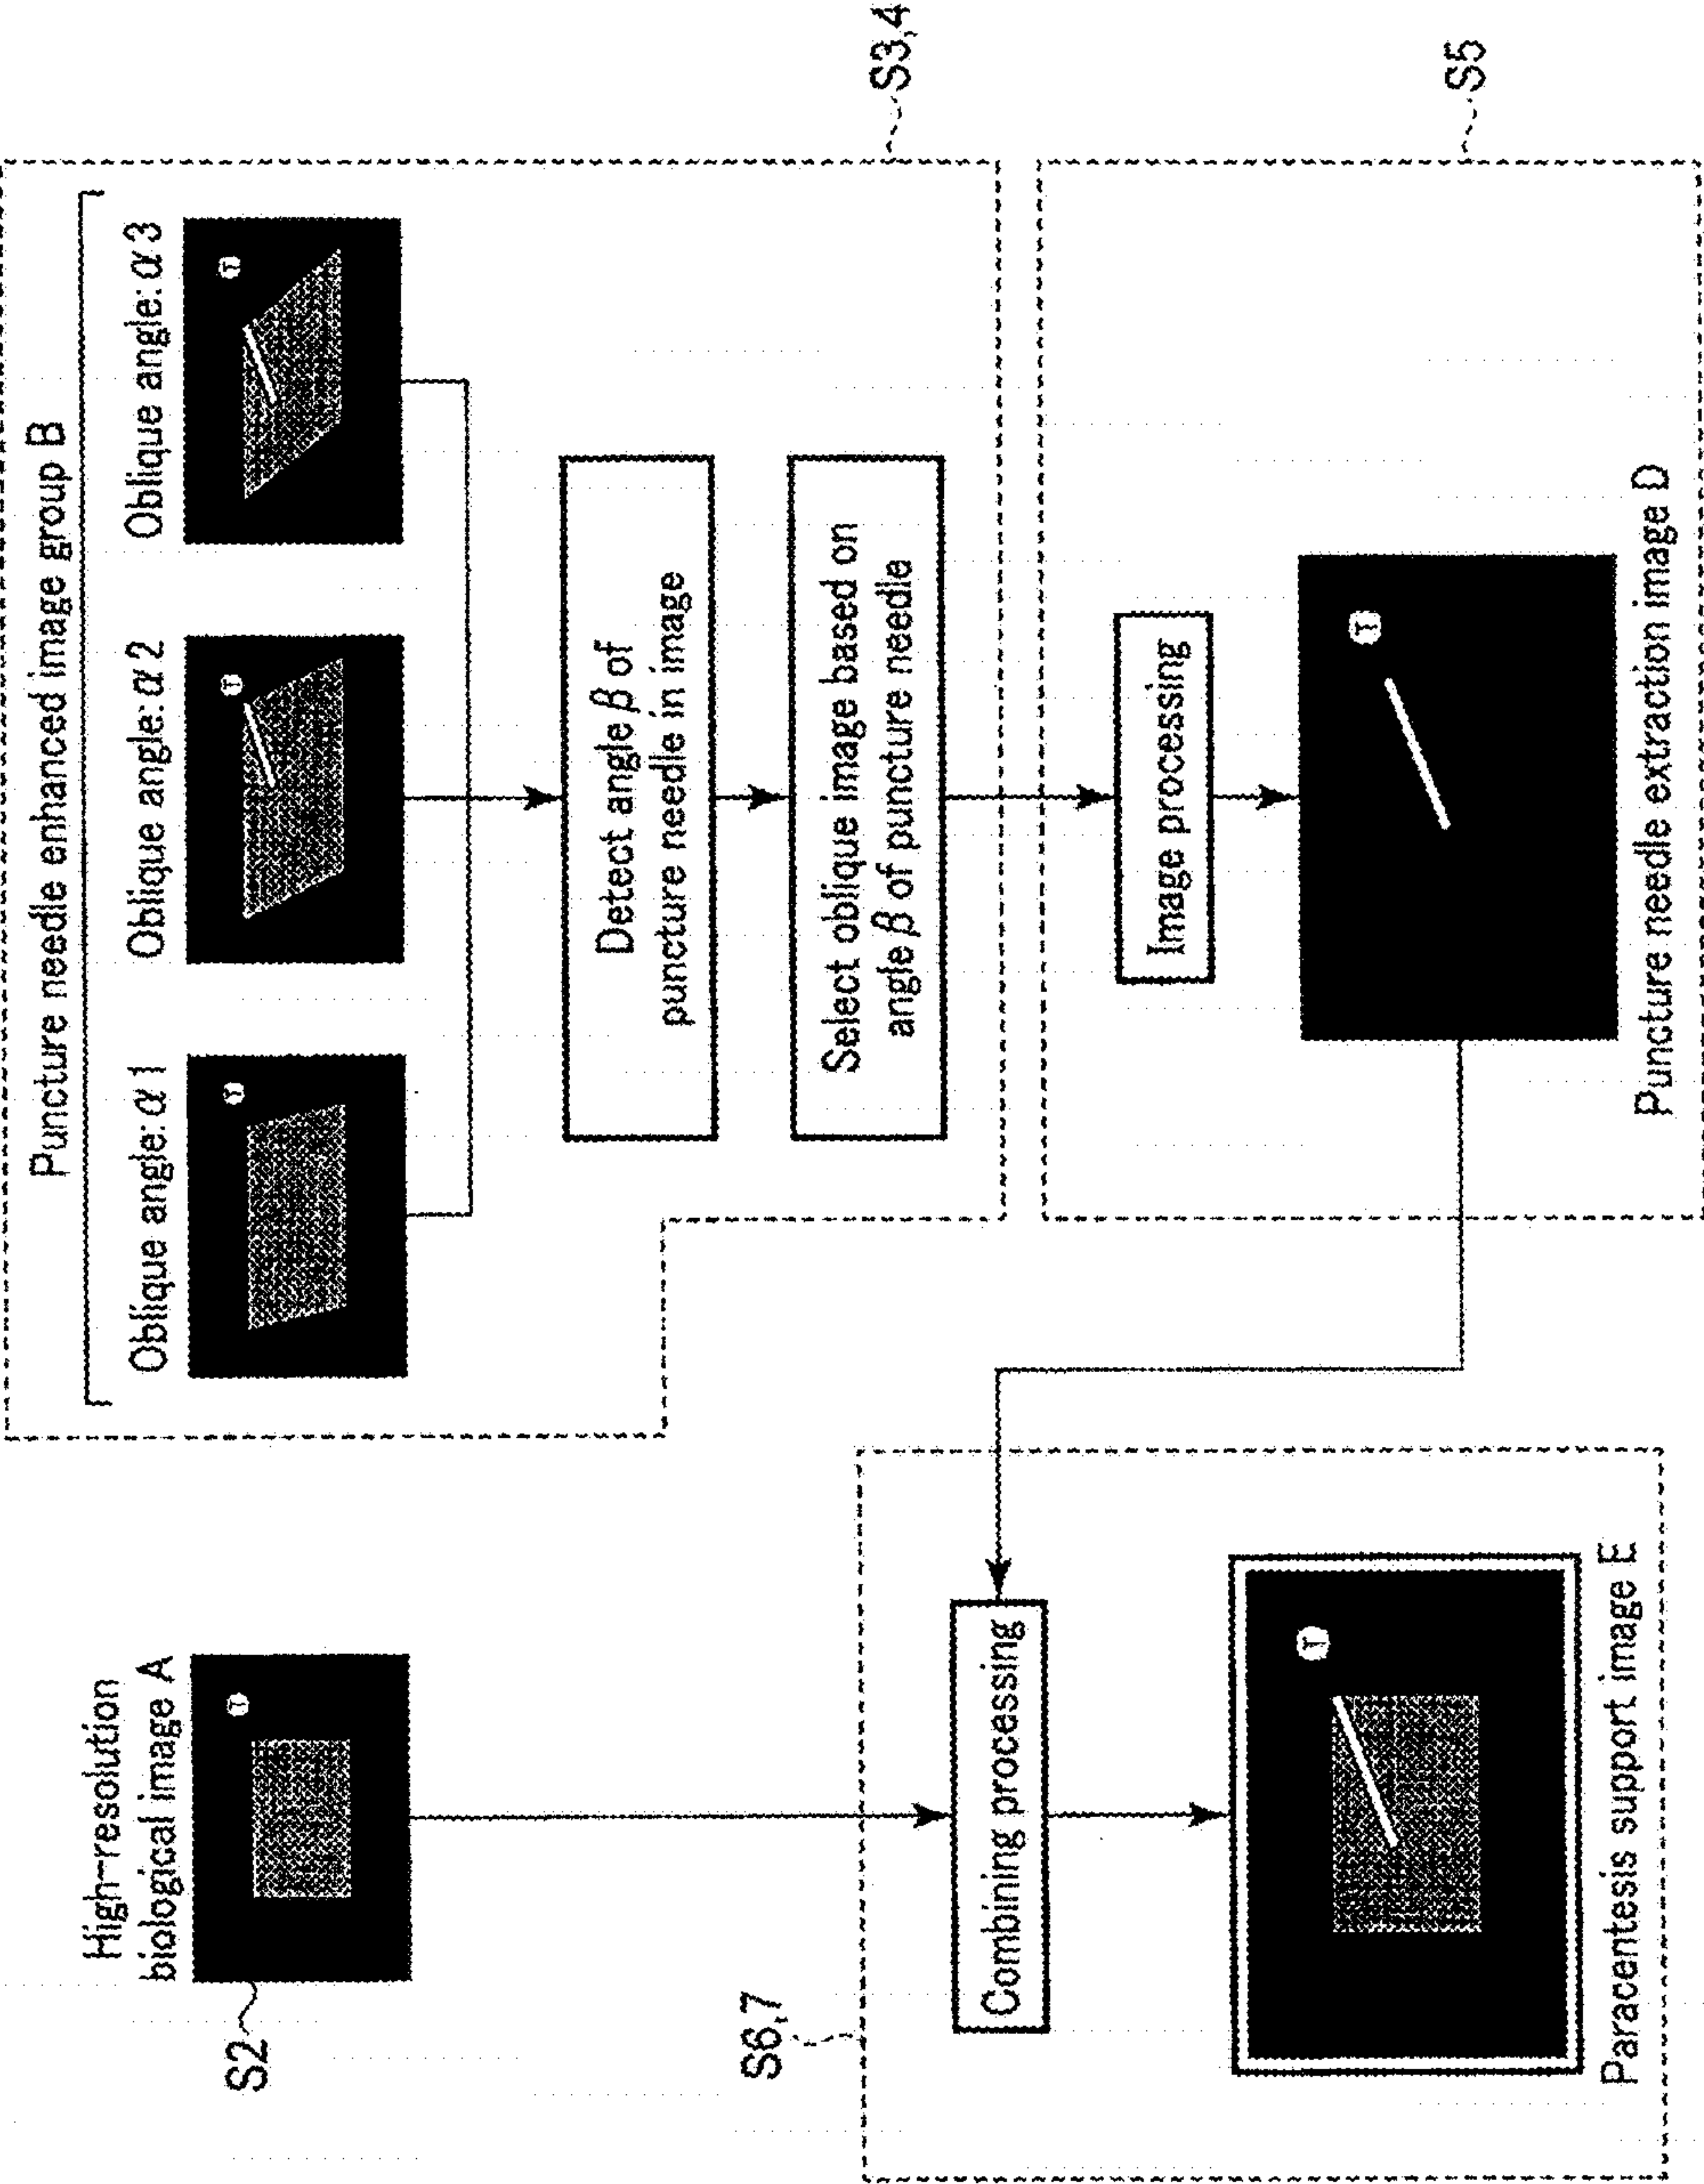 High-resolution
biological image A
S2
Puncture needle enhanced image group B
Oblique angle: α1
Oblique angle: α2
Oblique angle: α3
T
T
T
T
Detect angle β of
puncture needle in image
Select oblique image based on
angle β of puncture needle
S3,4
Image processing
T
Puncture needle extraction image D
S5
S6,7
Combining processing
T
Paracentesis support image E